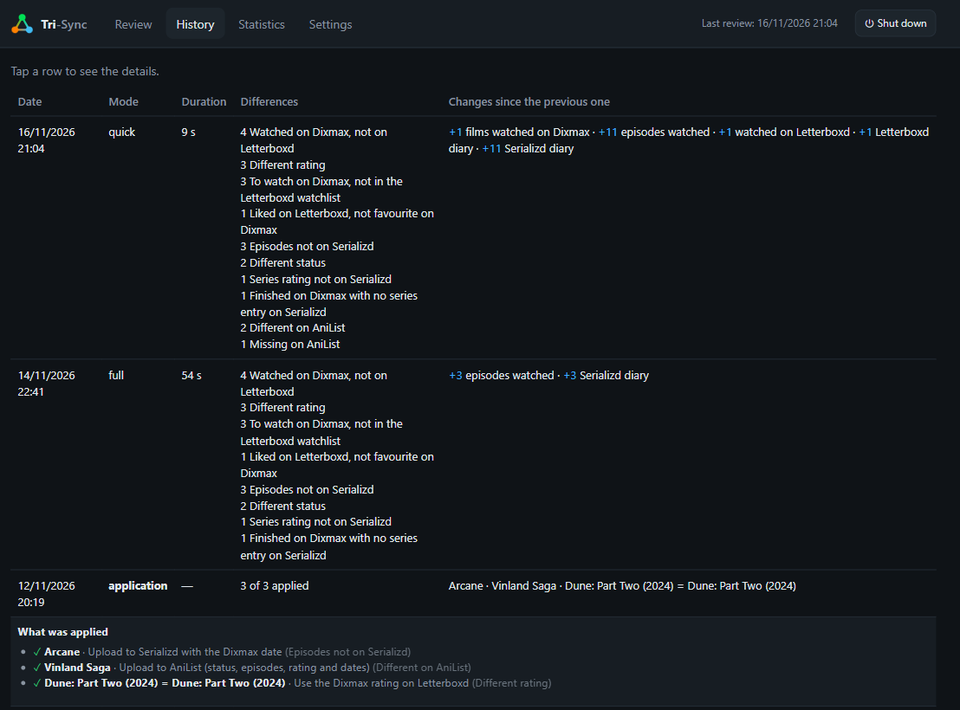 Tri-Sync Review History Statistics Settings Last review: 16/11/2026 21:04 Shut down
Tap a row to see the details.
Date Mode Duration Differences Changes since the previous one
16/11/2026 21:04
quick
9 s
4 Watched on Dixmax, not on
Letterboxd
3 Different rating
3 To watch on Dixmax, not in the
Letterboxd watchlist
1 Liked on Letterboxd, not favourite on
Dixmax
3 Episodes not on Serializd
2 Different status
1 Series rating not on Serializd
1 Finished on Dixmax with no series
entry on Serializd
2 Different on AniList
1 Missing on AniList
+1 films watched on Dixmax · +11 episodes watched · +1 watched on Letterboxd · +1 Letterboxd
diary · +11 Serializd diary
14/11/2026
22:41
full
54 s
4 Watched on Dixmax, not on
Letterboxd
3 Different rating
3 To watch on Dixmax, not in the
Letterboxd watchlist
1 Liked on Letterboxd, not favourite on
Dixmax
3 Episodes not on Serializd
2 Different status
1 Series rating not on Serializd
1 Finished on Dixmax with no series
entry on Serializd
+3 episodes watched · +3 Serializd diary
12/11/2026
20:19
application
—
3 of 3 applied
Arcane · Vinland Saga · Dune: Part Two (2024) = Dune: Part Two (2024)
What was applied
• ✓ Arcane · Upload to Serializd with the Dixmax date (Episodes not on Serializd)
• ✓ Vinland Saga · Upload to AniList (status, episodes, rating and dates) (Different on AniList)
• ✓ Dune: Part Two (2024) = Dune: Part Two (2024) · Use the Dixmax rating on Letterboxd (Different rating)